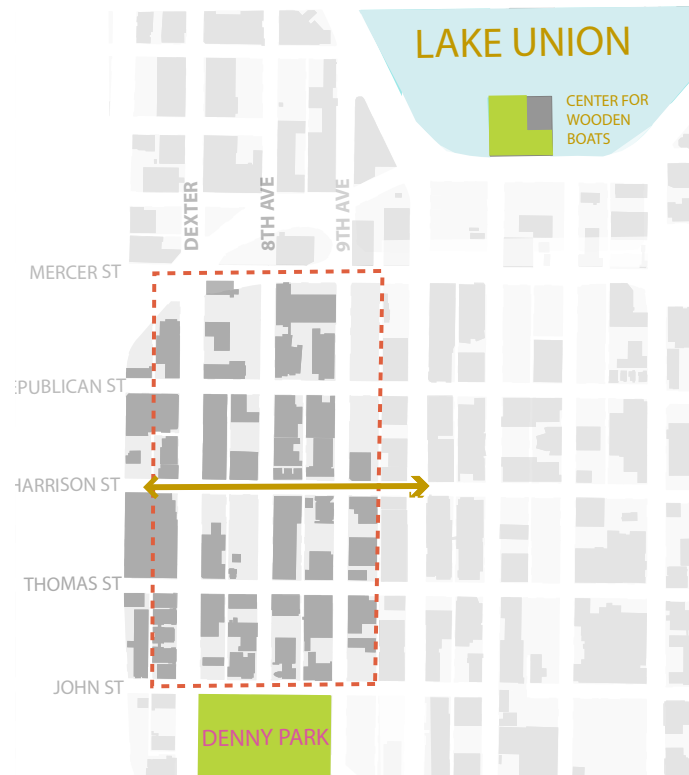 LAKE UNION
CENTER FOR
WOODEN
BOATS
DEXTER
8TH AVE
9TH AVE
MERCER ST
EPUBLICAN ST
HARRISON ST
THOMAS ST
JOHN ST
DENNY PARK